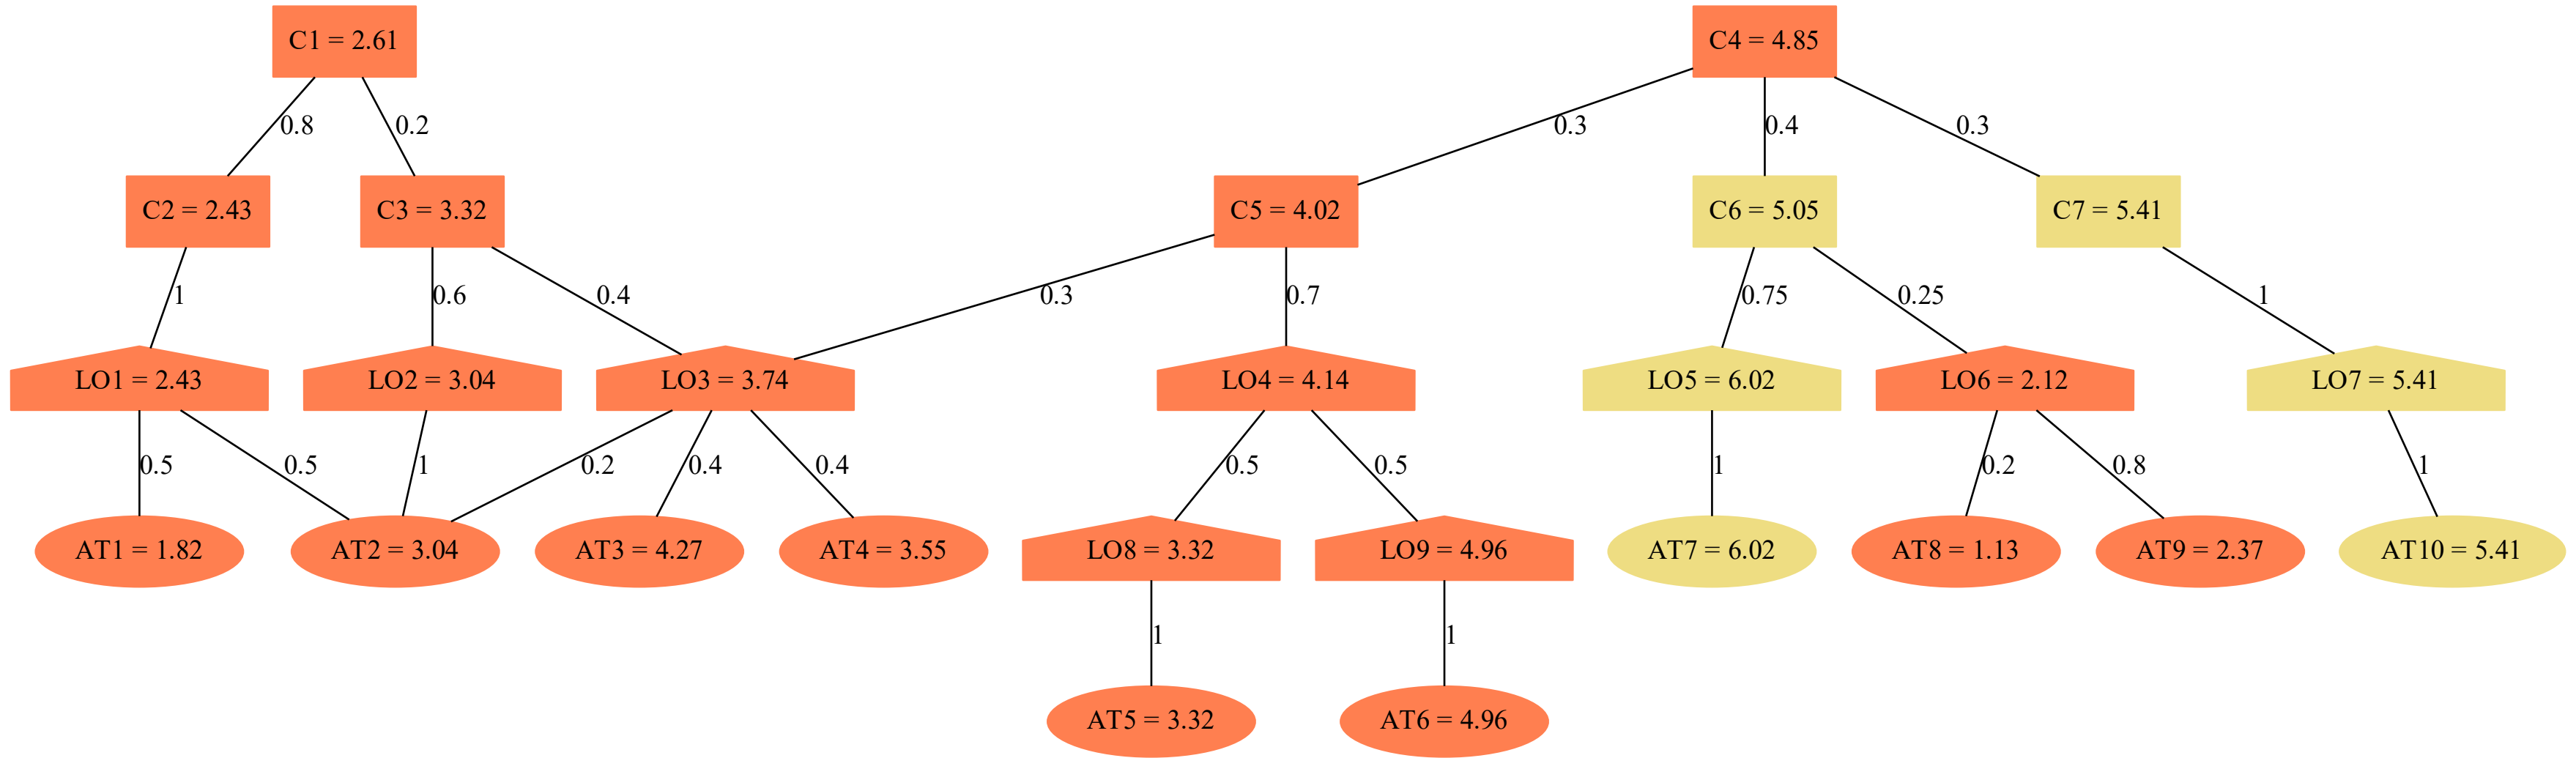 C1 = 2.61
C4 = 4.85
0.8
0.2
0.3
0.4
0.3
C2 = 2.43
C3 = 3.32
C5 = 4.02
C6 = 5.05
C7 = 5.41
1
0.6
0.4
0.3
0.7
0.75
0.25
1
LO1 = 2.43
LO2 = 3.04
LO3 = 3.74
LO4 = 4.14
LO5 = 6.02
LO6 = 2.12
LO7 = 5.41
0.5
0.5
1
0.2
0.4
0.4
0.5
0.5
1
0.2
0.8
1
AT1 = 1.82
AT2 = 3.04
AT3 = 4.27
AT4 = 3.55
LO8 = 3.32
LO9 = 4.96
AT7 = 6.02
AT8 = 1.13
AT9 = 2.37
AT10 = 5.41
1
1
AT5 = 3.32
AT6 = 4.96